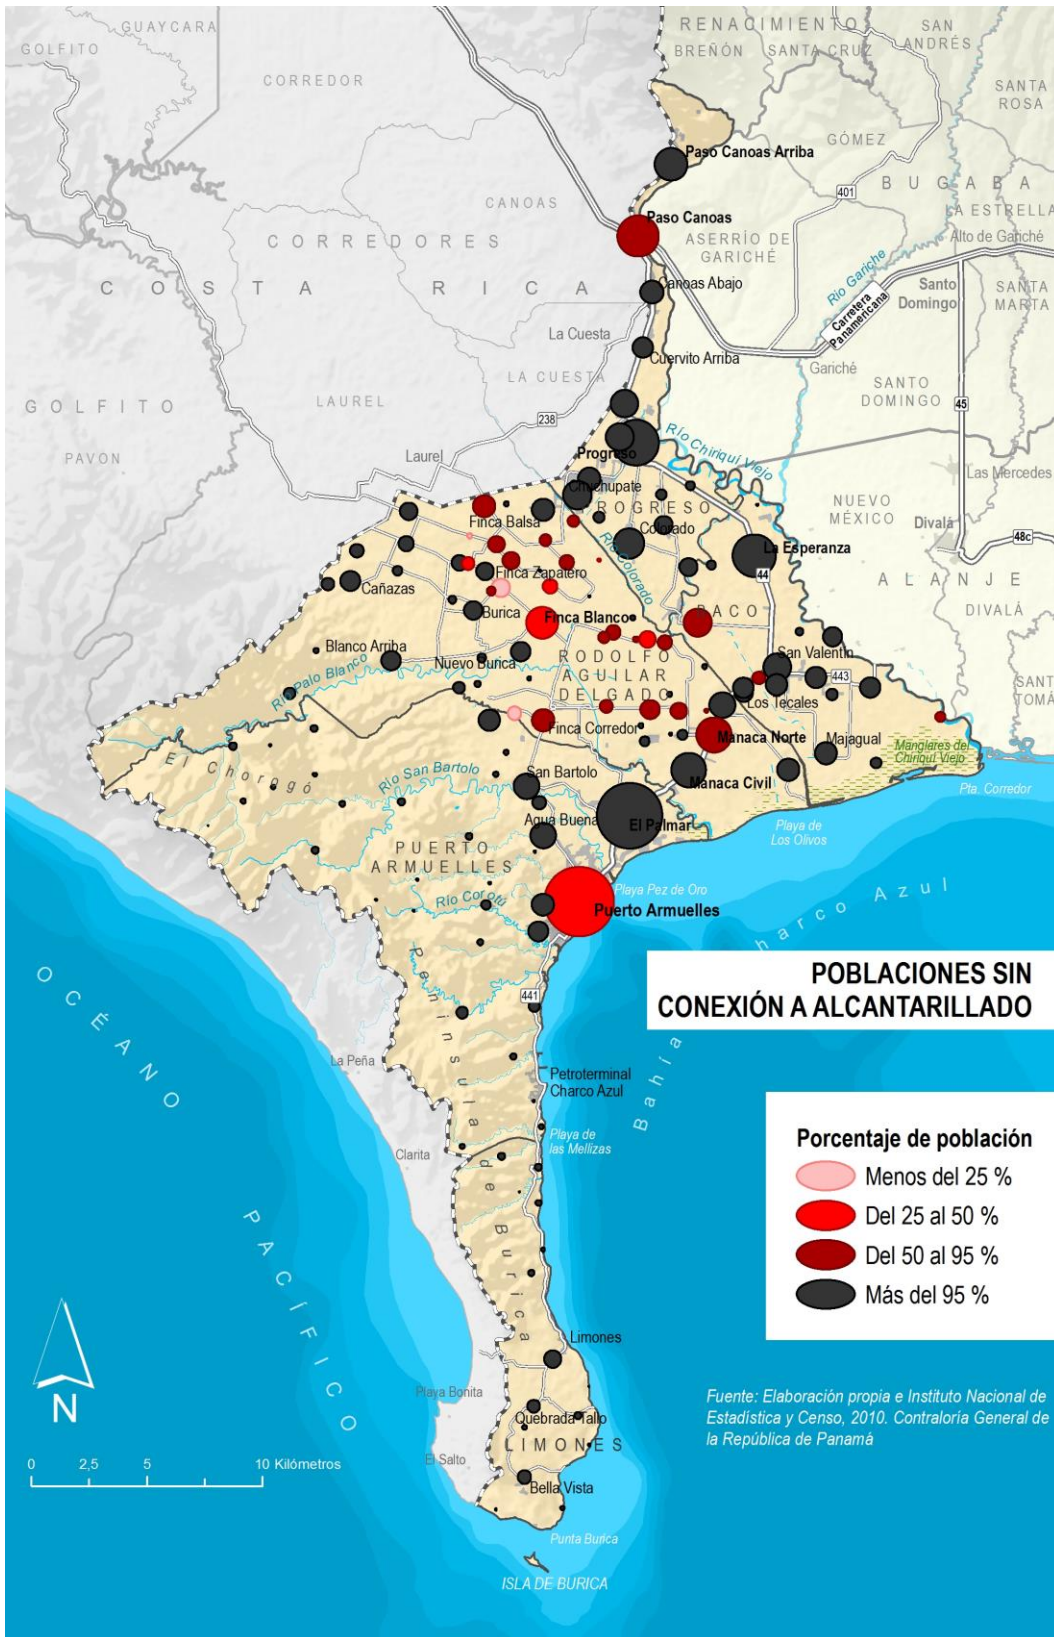 GUAYCARA
GOLFITO
CORREDOR
RENACIMIENTO
BREÑÓN
SANTA CRUZ
SAN
ANDRÉS
SANTA
ROSA
GÓMEZ
Paso Canoas Arriba
BUGABA
401
CANOAS
Paso Canoas
LA ESTRELLA
ASERRÍO DE
GARICHÉ
Alto de Gariché
CORREDORES
Río Gariche
COSTA RICA
Canoas Abajo
Santo
Domingo
SANTA
MARTA
Carretera
Panamericana
La Cuesta
Cuervito Arriba
Gariché
LA CUESTA
SANTO
DOMINGO
LAUREL
GOLFITO
45
238
Río Chiriquí Viejo
PAVON
Laurel
Progreso
Las Mercedes
Chuchupate
PROGRESO
NUEVO
MÉXICO
Finca Balsa
Colorado
Divalá
48c
Río Colorado
La Esperanza
Finca Zapatero
44
ALANJE
Cañazas
DIVALÁ
Burica
Finca Blanco
BACO
Blanco Arriba
Nuevo Burica
RODOLFO
AGUILAR
DELGADO
San Valentín
443
Río Palo Blanco
SANT
TOMÁ
Los Tecales
Finca Corredor
Manaca Norte
Majagual
Manglares del
Chiriquí Viejo
El Chorgó
Río San Bartolo
San Bartolo
Manaca Civil
Pta. Corredor
Agua Buena
El Palmar
Playa de
Los Olivos
PUERTO
ARMUELLES
Playa Pez de Oro
Río Corotú
Puerto Armuelles
Bahía Charco Azul
POBLACIONES SIN
CONEXIÓN A ALCANTARILLADO
441
Península de Burica
La Peña
Petroterminal
Charco Azul
Playa de
las Mellizas
Clarita
OCÉANO PACÍFICO
Porcentaje de población
Menos del 25 %
Del 25 al 50 %
Del 50 al 95 %
Más del 95 %
Limones
Playa Bonita
Quebrada Tallo
LIMONES
El Salto
Bella Vista
N
0 2,5 5 10 Kilómetros
Fuente: Elaboración propia e Instituto Nacional de
Estadística y Censo, 2010. Contraloría General de
la República de Panamá
Punta Burica
ISLA DE BURICA